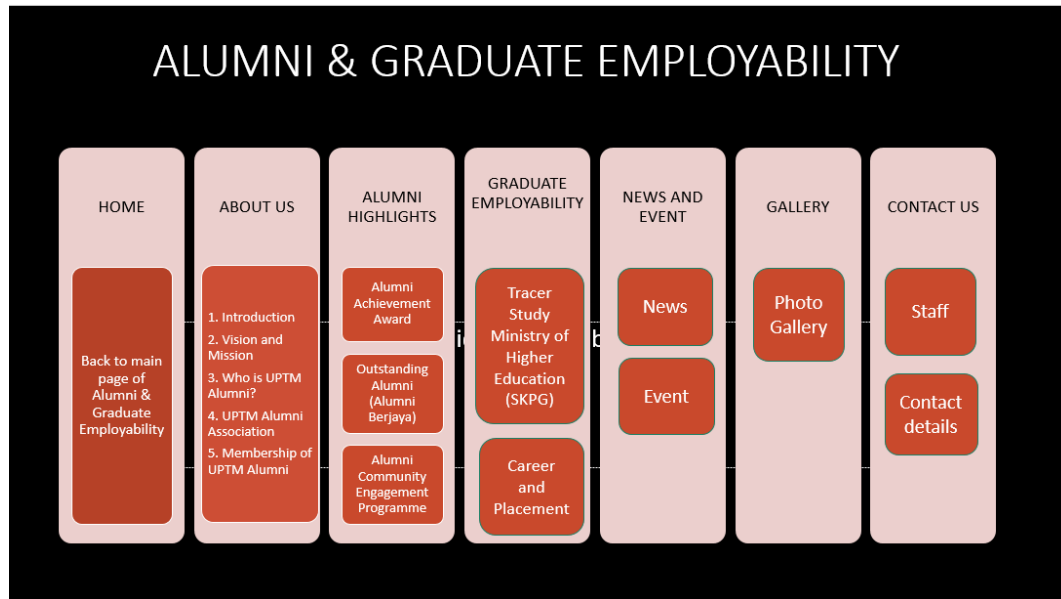 ALUMNI & GRADUATE EMPLOYABILITY
HOME
Back to main
page of
Alumni &
Graduate
Employability
ABOUT US
1. Introduction
2. Vision and
Mission
3. Who is UPTM
Alumni?
4. UPTM Alumni
Association
5. Membership of
UPTM Alumni
ALUMNI
HIGHLIGHTS
Alumni
Achievement
Award
Outstanding
Alumni
(Alumni
Berjaya)
Alumni
Community
Engagement
Programme
GRADUATE
EMPLOYABILITY
Tracer
Study
Ministry of
Higher
Education
(SKPG)
Career
and
Placement
NEWS AND
EVENT
News
Event
GALLERY
Photo
Gallery
CONTACT US
Staff
Contact
details